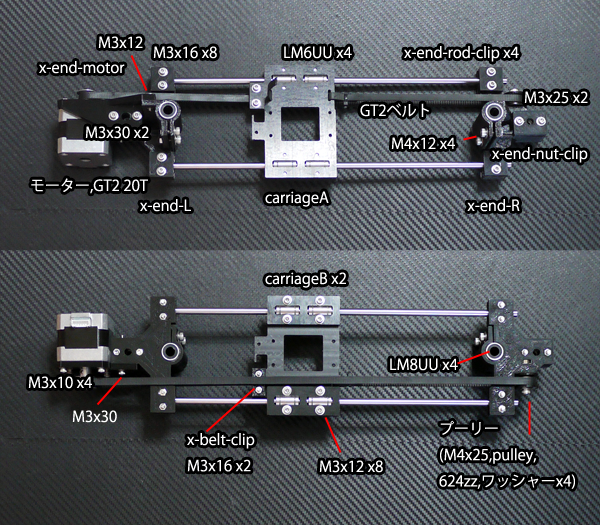 M3x12
M3x16 x8
LM6UU x4
x-end-rod-clip x4
x-end-motor
M3x25 x2
GT2ベルト
M3x30 x2
M4x12 x4
x-end-nut-clip
モーター,GT2 20T
x-end-L
carriageA
x-end-R
carriageB x2
LM8UU x4
M3x10 x4
M3x30
x-belt-clip
M3x16 x2
M3x12 x8
プーリー
(M4x25,pulley,
624zz,ワッシャーx4)